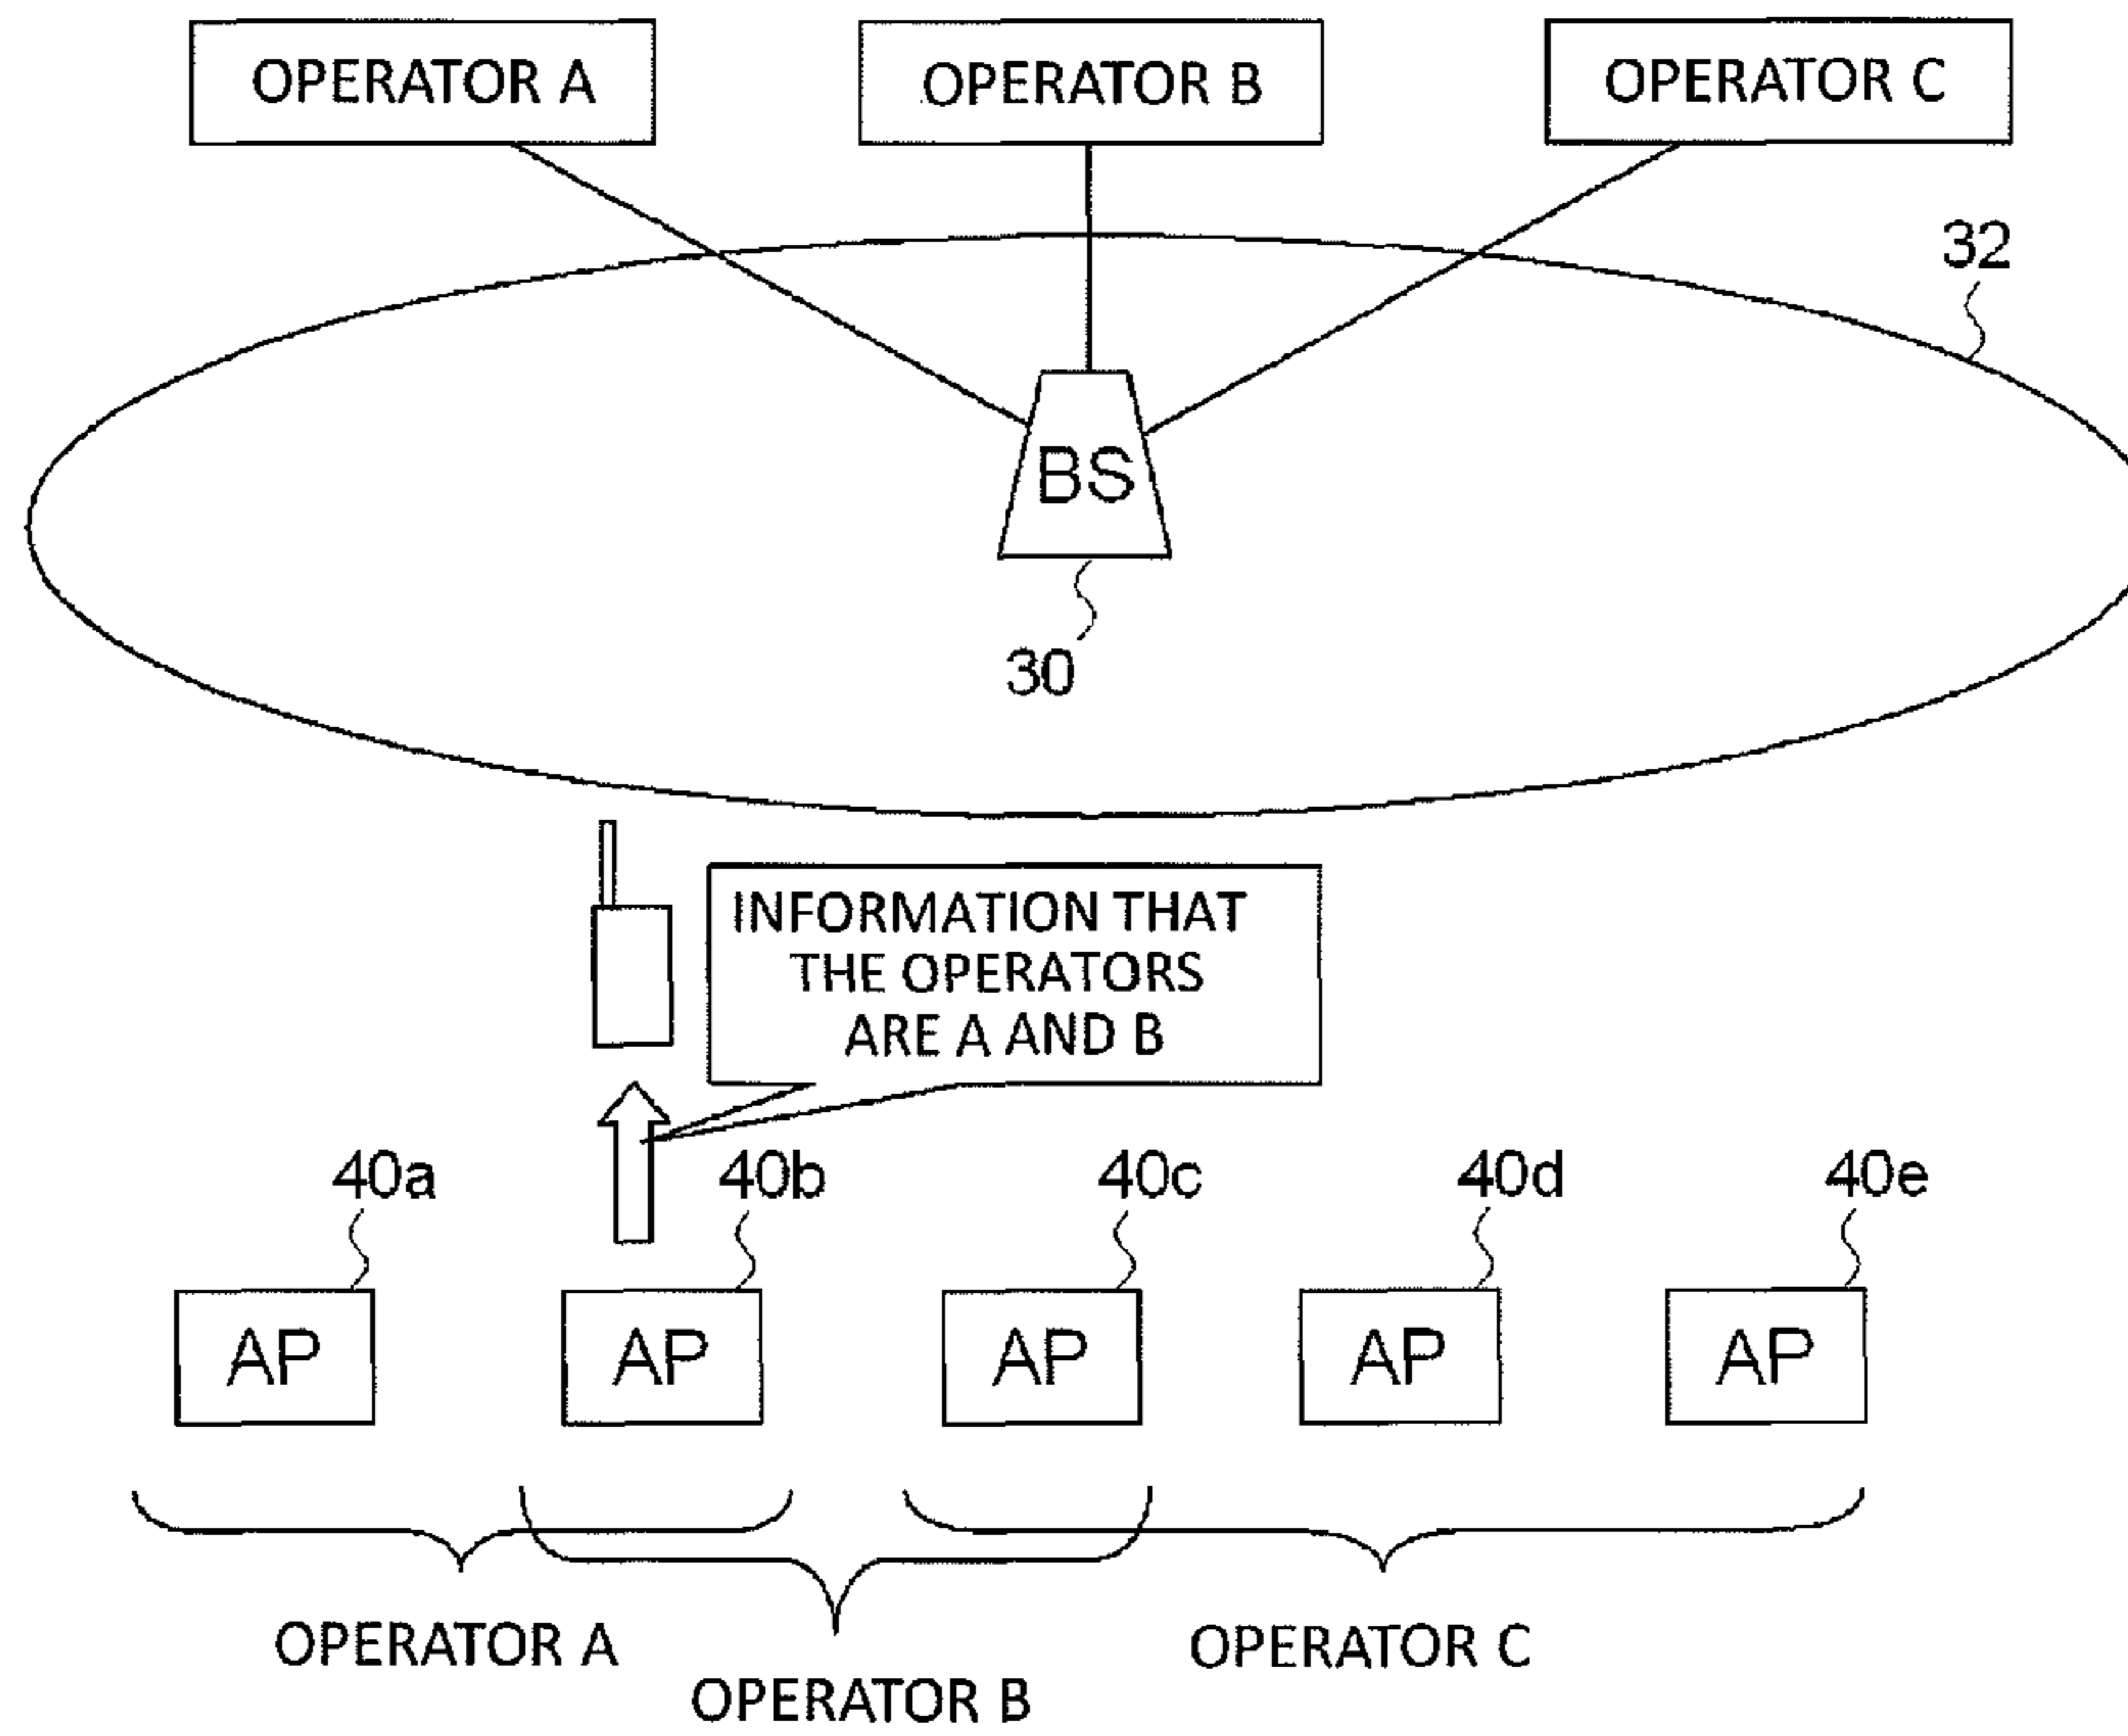 OPERATOR A
OPERATOR B
OPERATOR C
32
BS
30
INFORMATION THAT
THE OPERATORS
ARE A AND B
40a
40b
40c
40d
40e
AP
AP
AP
AP
AP
OPERATOR A
OPERATOR C
OPERATOR B